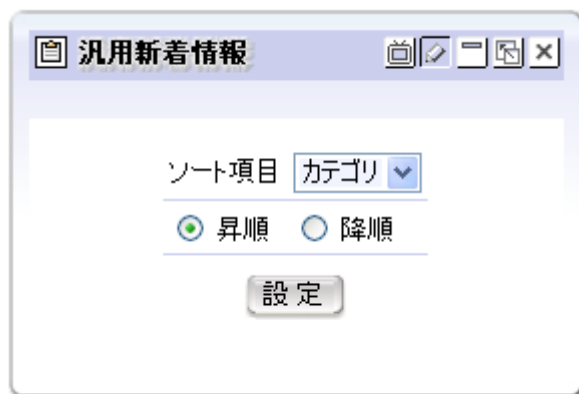 汎用新着情報
ソート項目 カテゴリ
昇順 降順
設定